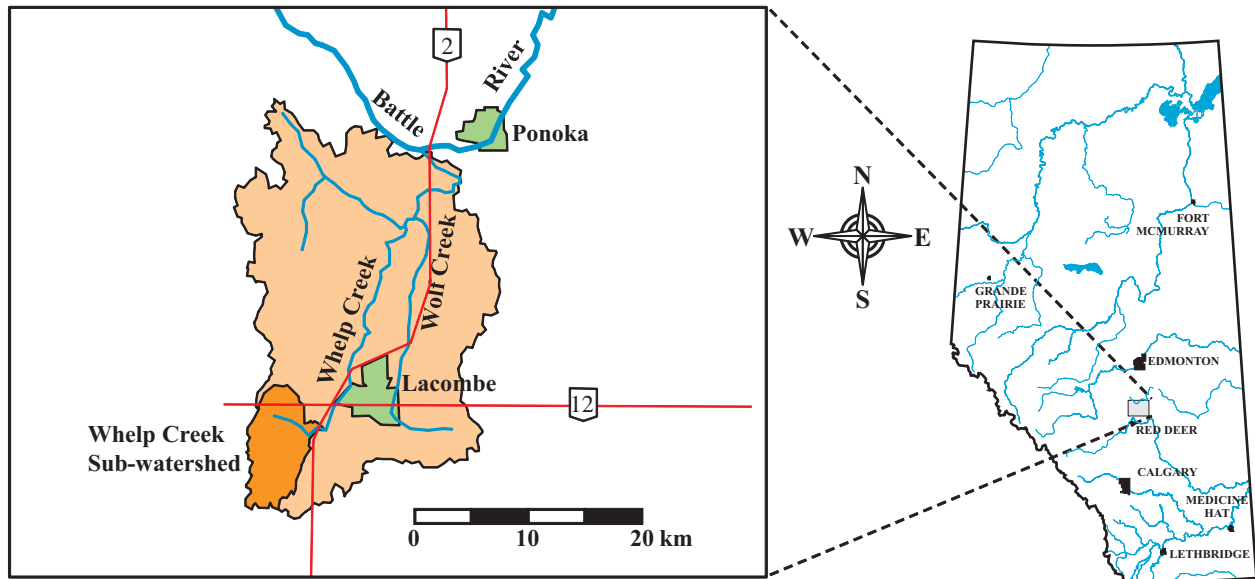 2
River
Battle
Ponoka
Whelp Creek
Wolf Creek
Lacombe
12
Whelp Creek
Sub-watershed
0 10 20 km
N
W E
S
FORT
MCMURRAY
GRANDE
PRAIRIE
EDMONTON
RED DEER
CALGARY
MEDICINE
HAT
LETHBRIDGE